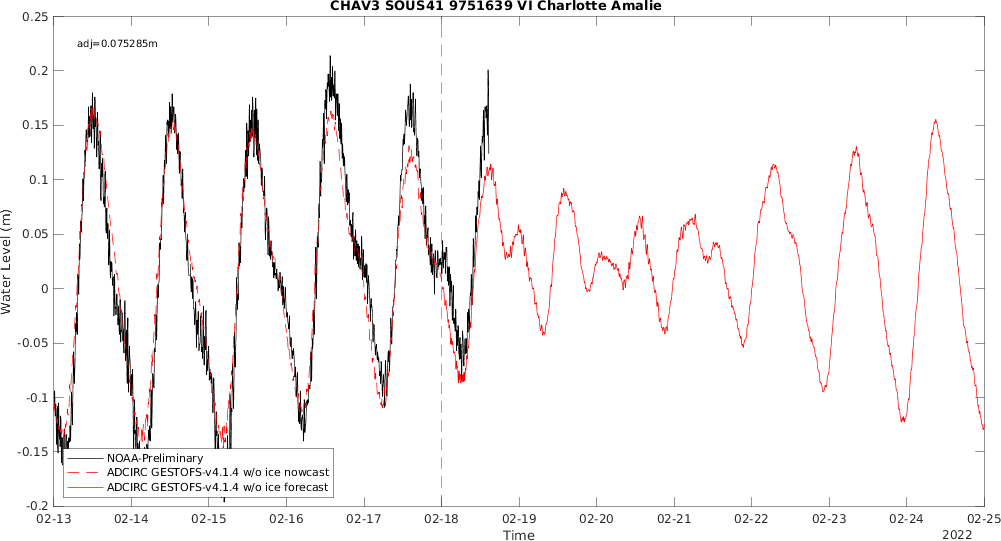 CHAV3 SOUS41 9751639 VI Charlotte Amalie
adj=0.075285m
0.25
0.2
0.15
0.1
0.05
0
-0.05
-0.1
-0.15
-0.2
Water Level (m)
NOAA-Preliminary
ADCIRC GESTOFS-v4.1.4 w/o ice nowcast
ADCIRC GESTOFS-v4.1.4 w/o ice forecast
02-13 02-14 02-15 02-16 02-17 02-18 02-19 02-20 02-21 02-22 02-23 02-24 02-25
Time
2022